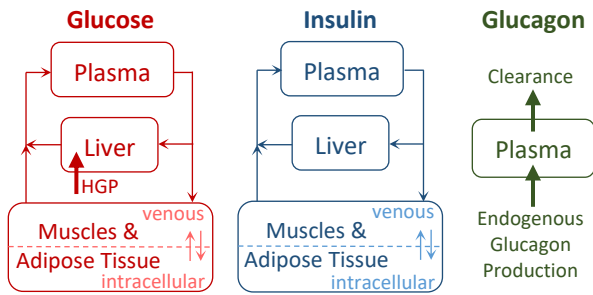 Glucose
Plasma
Liver
HGP
venous
Muscles &
Adipose Tissue
intracellular
Insulin
Plasma
Liver
venous
Muscles &
Adipose Tissue
intracellular
Glucagon
Clearance
Plasma
Endogenous
Glucagon
Production